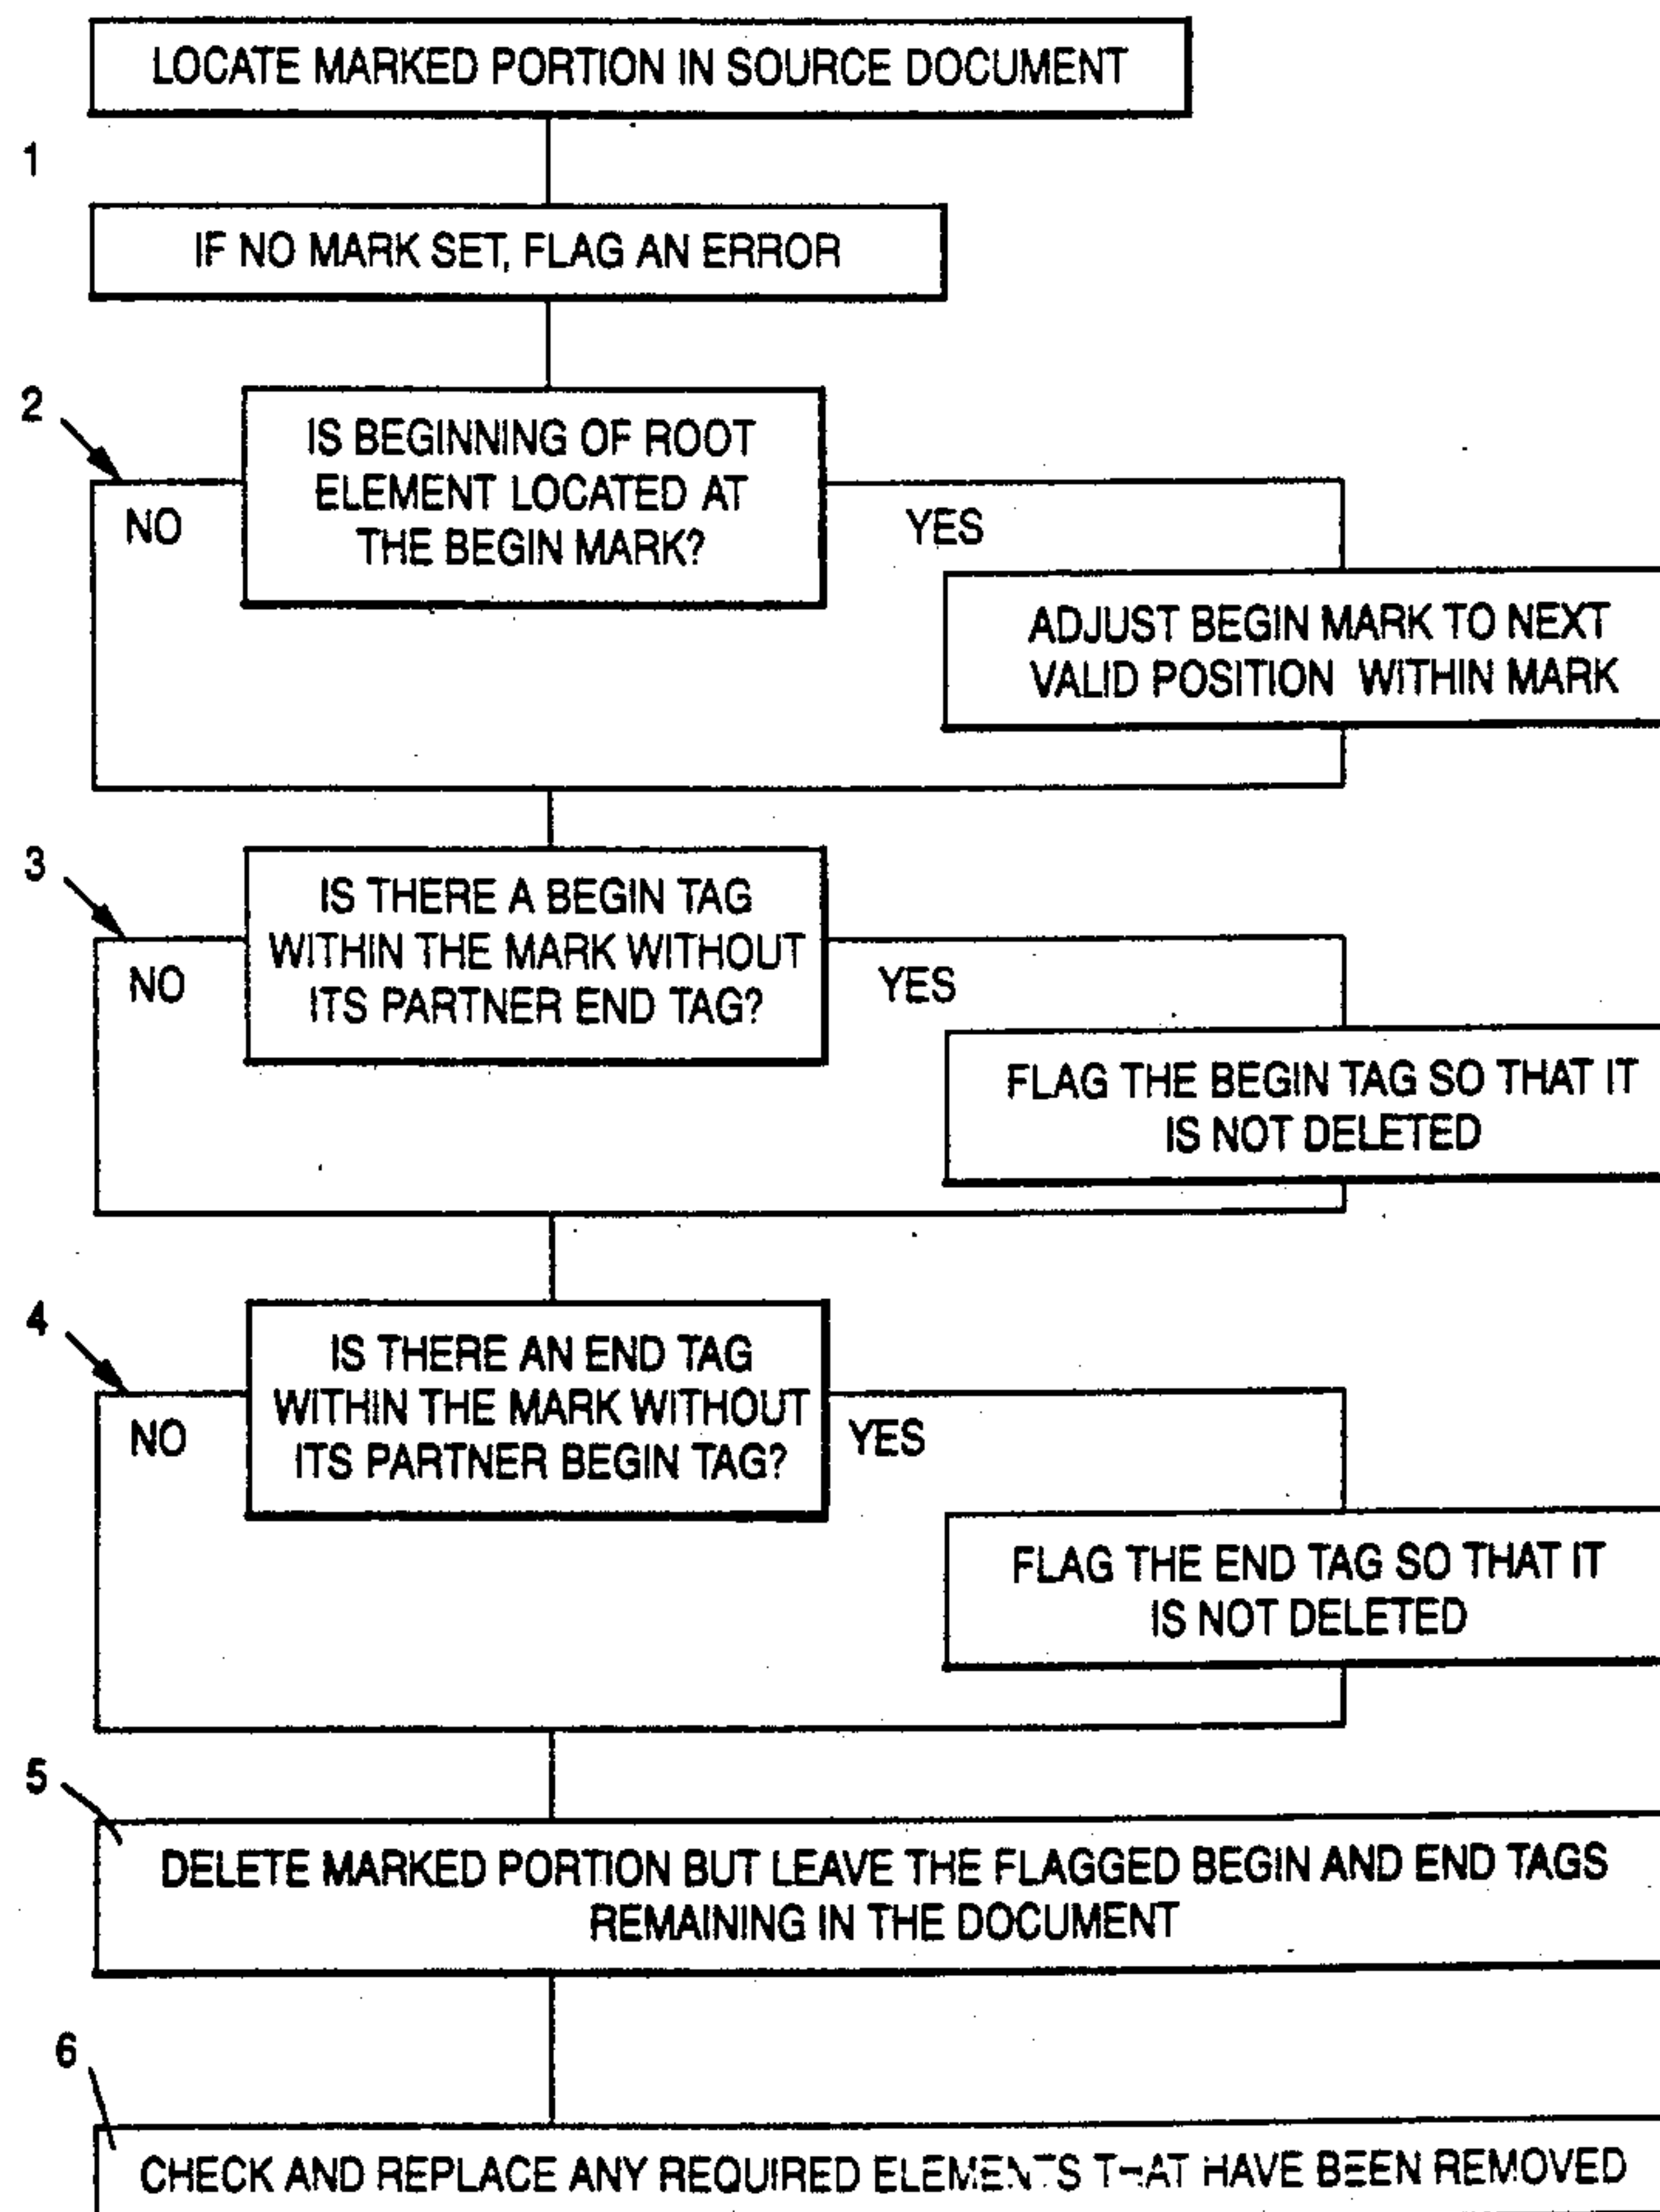 LOCATE MARKED PORTION IN SOURCE DOCUMENT
1
IF NO MARK SET, FLAG AN ERROR
2
IS BEGINNING OF ROOT
ELEMENT LOCATED AT
THE BEGIN MARK?
NO
YES
ADJUST BEGIN MARK TO NEXT
VALID POSITION WITHIN MARK
3
IS THERE A BEGIN TAG
WITHIN THE MARK WITHOUT
ITS PARTNER END TAG?
NO
YES
FLAG THE BEGIN TAG SO THAT IT
IS NOT DELETED
4
IS THERE AN END TAG
WITHIN THE MARK WITHOUT
ITS PARTNER BEGIN TAG?
NO
YES
FLAG THE END TAG SO THAT IT
IS NOT DELETED
5
DELETE MARKED PORTION BUT LEAVE THE FLAGGED BEGIN AND END TAGS
REMAINING IN THE DOCUMENT
6
CHECK AND REPLACE ANY REQUIRED ELEMENTS THAT HAVE BEEN REMOVED